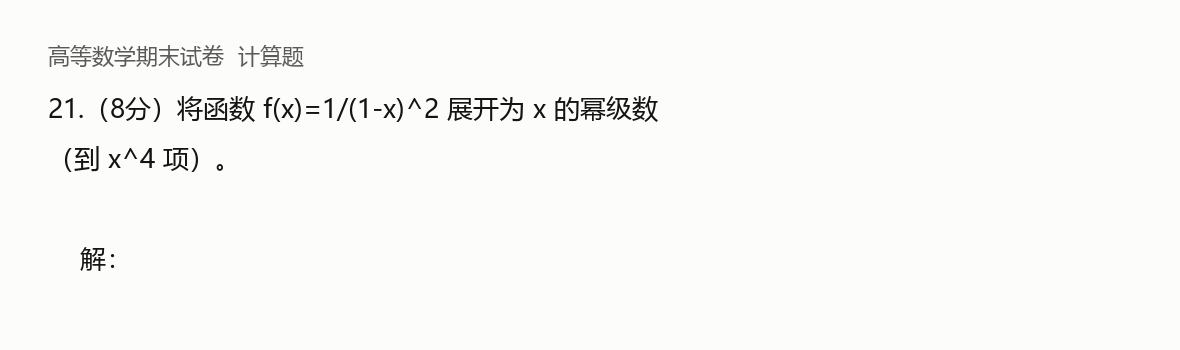 高等数学期末试卷 计算题
21.（8分）将函数 f(x)=1/(1-x)^2 展开为 x 的幂级数
（到 x^4 项）。
解：